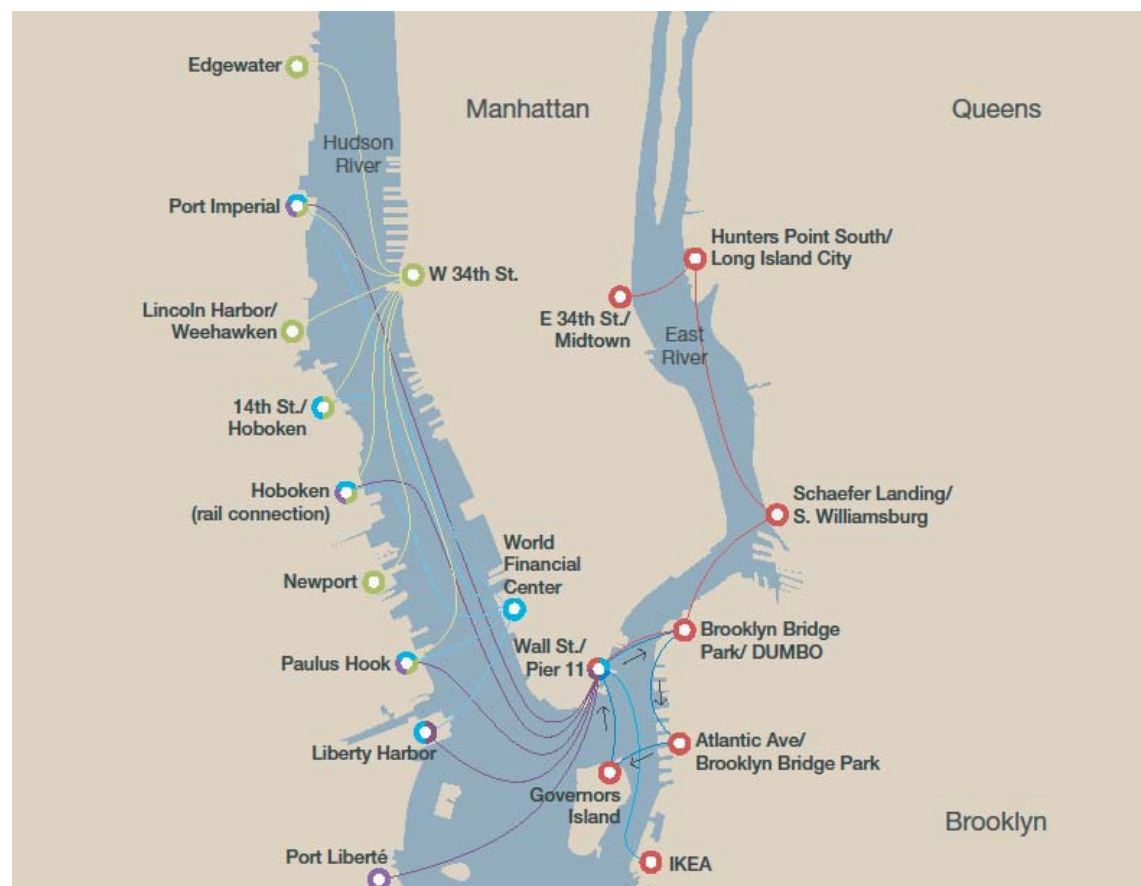 Edgewater
Manhattan
Queens
Hudson
River
Port Imperial
W 34th St.
Hunters Point South/
Long Island City
Lincoln Harbor/
Weehawken
E 34th St./
Midtown
East
River
14th St./
Hoboken
Hoboken
(rail connection)
Schaefer Landing/
S. Williamsburg
World
Financial
Center
Newport
Wall St./
Pier 11
Brooklyn Bridge
Park/ DUMBO
Paulus Hook
Liberty Harbor
Atlantic Ave/
Brooklyn Bridge Park
Governors
Island
Brooklyn
Port Liberté
IKEA